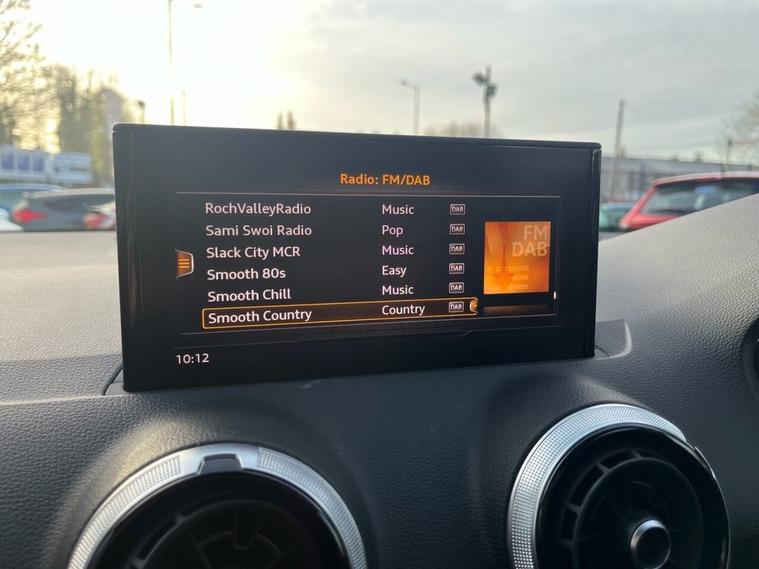 Radio: FM/DAB
RochValleyRadio Music DAB
Sami Swoi Radio Pop DAB
Slack City MCR Music DAB
Smooth 80s Easy DAB
Smooth Chill Music DAB
Smooth Country Country DAB
FM
DAB
10:12